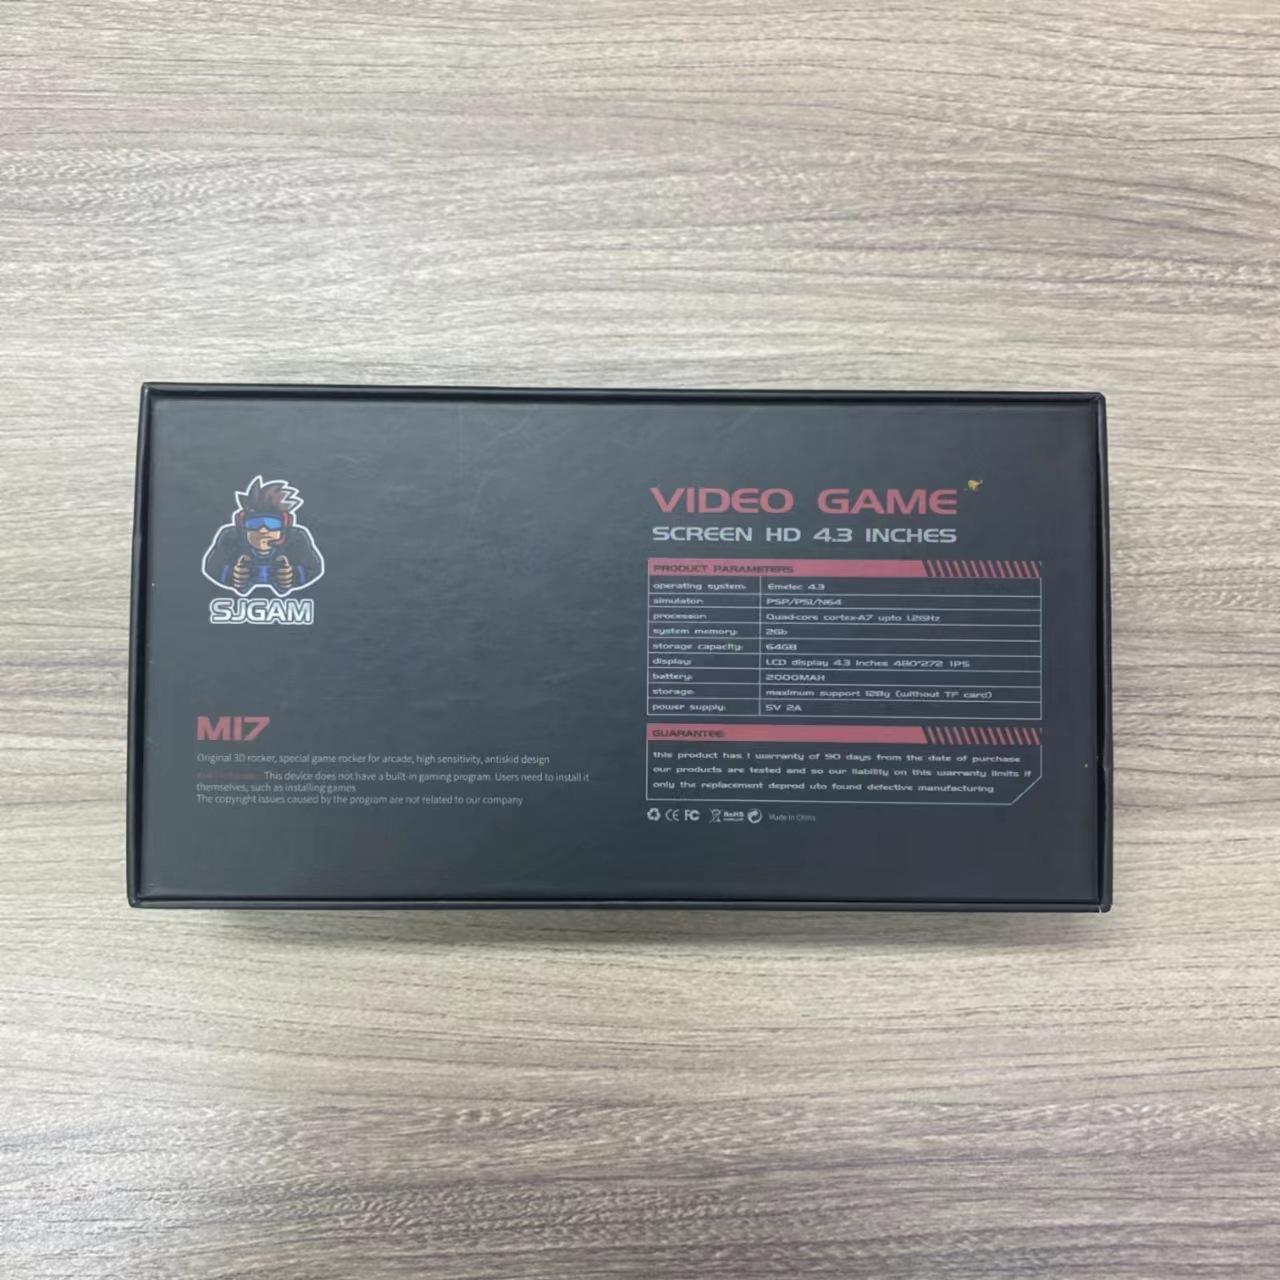 SJGAM
M17
Original 3D rocker, special game rocker for arcade, high sensitivity, antiskid design
This device does not have a built-in gaming program. Users need to install it
themselves, such as installing games
The copyright issues caused by the program are not related to our company
VIDEO GAME
SCREEN HD 4.3 INCHES
PRODUCT PARAMETERS
operating system: Emelec 4.3
simulator: PSP/PS1/N64
processor: Quad-core cortex-A7 upto 1.2GHz
system memory: 2Gb
storage capacity: 64GB
display: LCD display 4.3 inches 480*272 IPS
battery: 2000MAH
storage: maximum support 128g (without TF card)
power supply: 5V 2A
GUARANTEE
this product has 1 warranty of 90 days from the date of purchase
our products are tested and so our liability on this warranty limits if
only the replacement deprod uto found defective manufacturing
CE FC RoHS Made in China